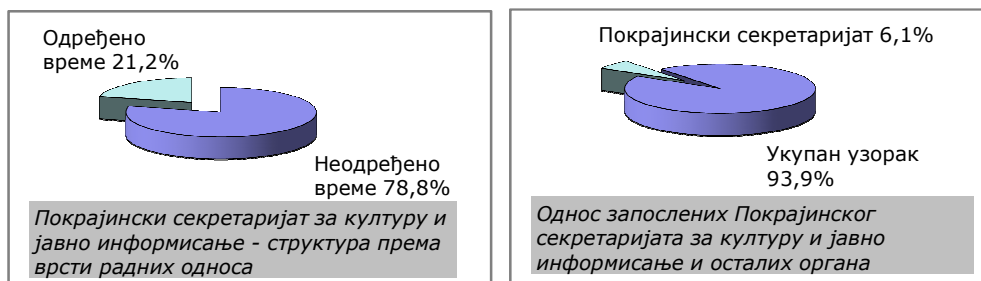 Одређено
време 21,2%
Неодређено
време 78,8%
Покрајински секретаријат за културу и
јавно информисање - структура према
врсти радних односа
Покрајински секретаријат 6,1%
Укупан узорак
93,9%
Однос запослених Покрајинског
секретаријата за културу и јавно
информисање и осталих органа